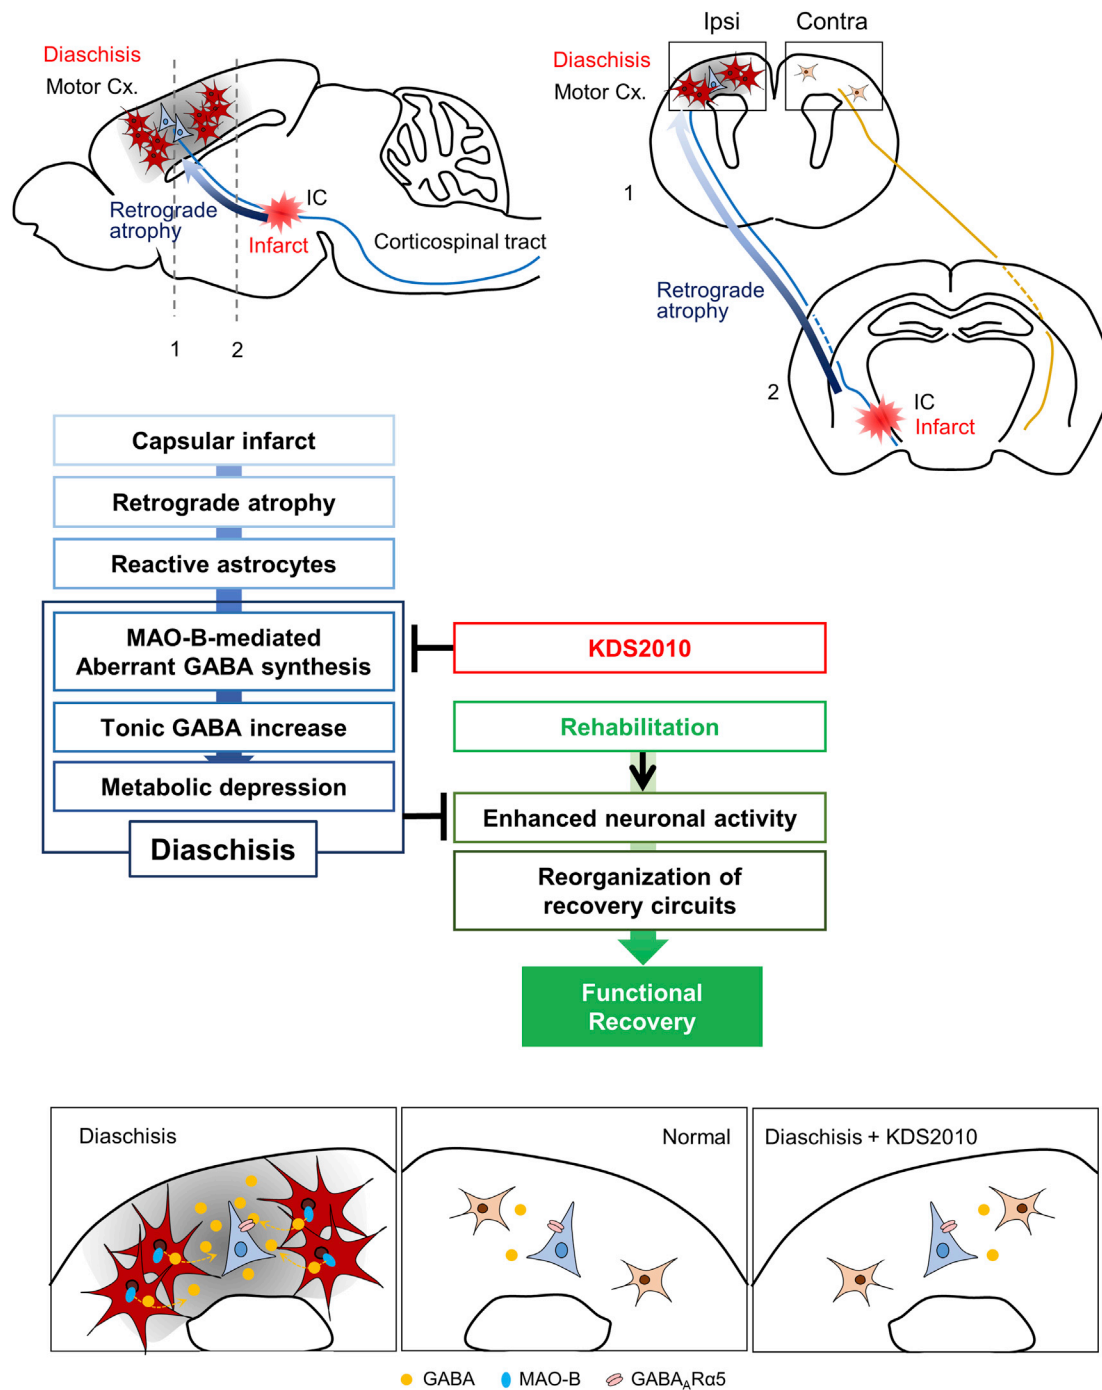 Diaschisis
Motor Cx.
Retrograde
atrophy
IC
Infarct
Corticospinal tract
1
2
Ipsi
Contra
Diaschisis
Motor Cx.
1
Retrograde
atrophy
2
IC
Infarct
Capsular infarct
Retrograde atrophy
Reactive astrocytes
MAO-B-mediated
Aberrant GABA synthesis
Tonic GABA increase
Metabolic depression
Diaschisis
KDS2010
Rehabilitation
Enhanced neuronal activity
Reorganization of
recovery circuits
Functional
Recovery
Diaschisis
Normal
Diaschisis + KDS2010
GABA
MAO-B
GABA_ARα5